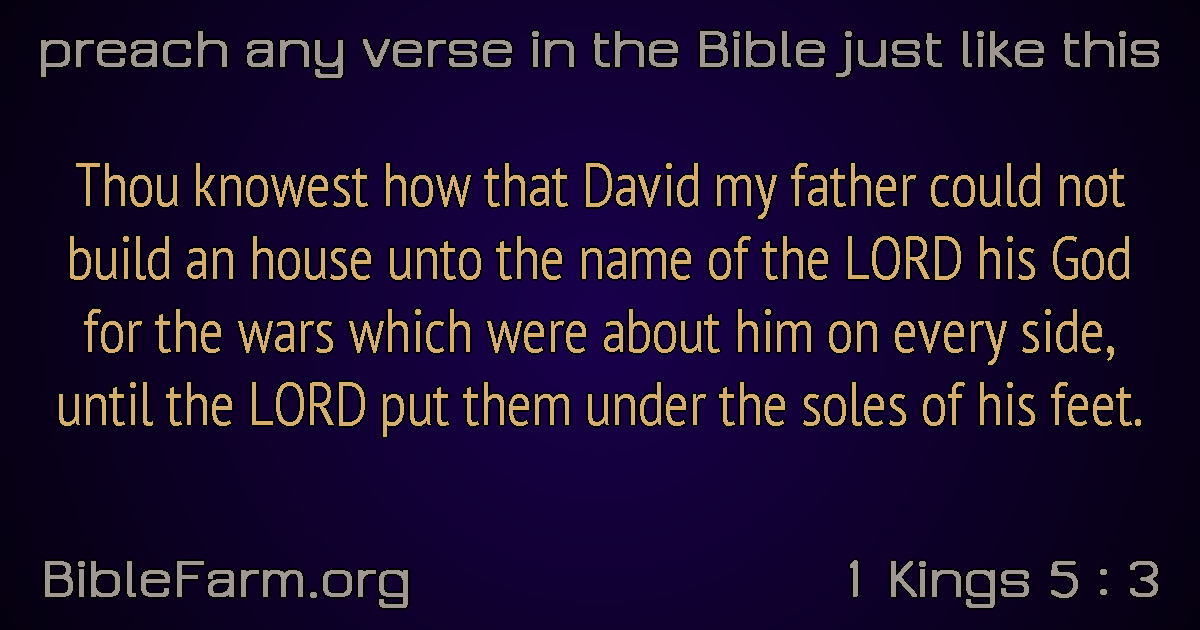 preach any verse in the Bible just like this
Thou knowest how that David my father could not
build an house unto the name of the LORD his God
for the wars which were about him on every side,
until the LORD put them under the soles of his feet.
BibleFarm.org
1 Kings 5 : 3